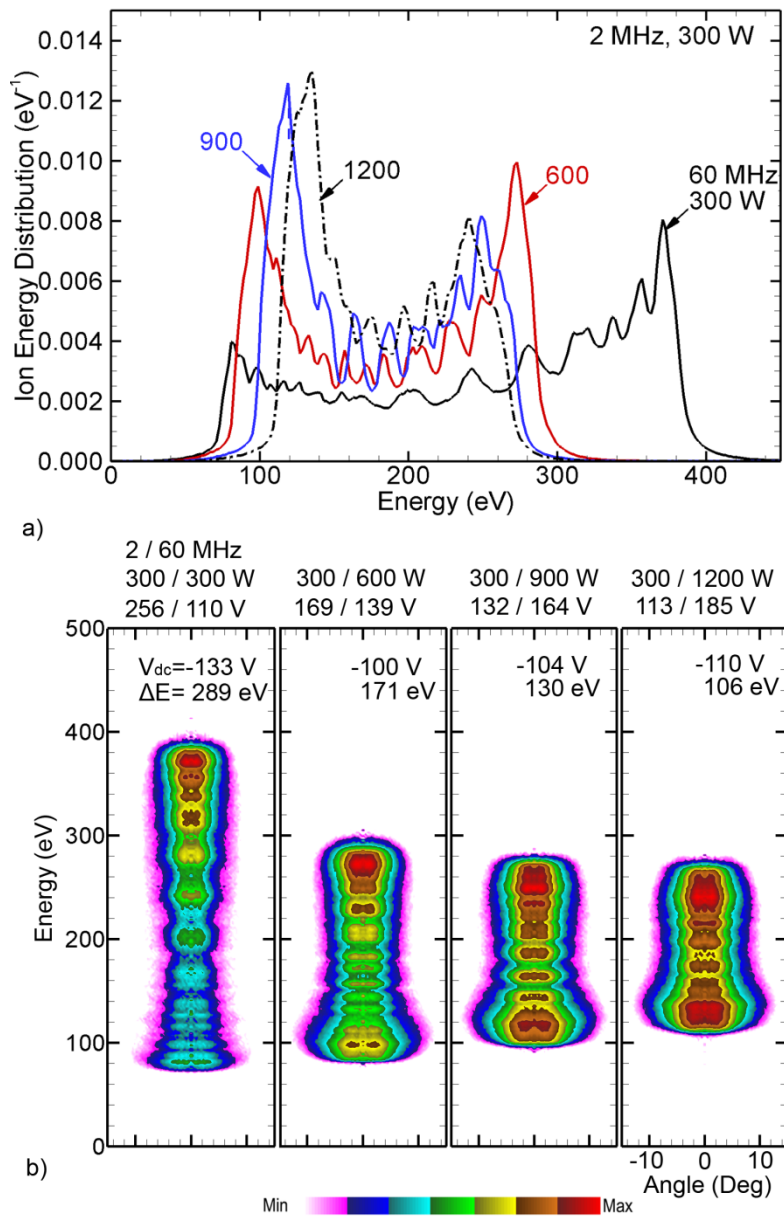 2 MHz, 300 W
0.014
0.012
0.010
0.008
0.006
0.004
0.002
0.000
Ion Energy Distribution (eV⁻¹)
900
1200
600
60 MHz
300 W
0 100 200 300 400
Energy (eV)
a)
2 / 60 MHz
300 / 300 W
256 / 110 V
300 / 600 W
169 / 139 V
300 / 900 W
132 / 164 V
300 / 1200 W
113 / 185 V
500
400
300
200
100
0
Energy (eV)
Vdc=-133 V
ΔE= 289 eV
-100 V
171 eV
-104 V
130 eV
-110 V
106 eV
-10 0 10
Angle (Deg)
b)
Min Max